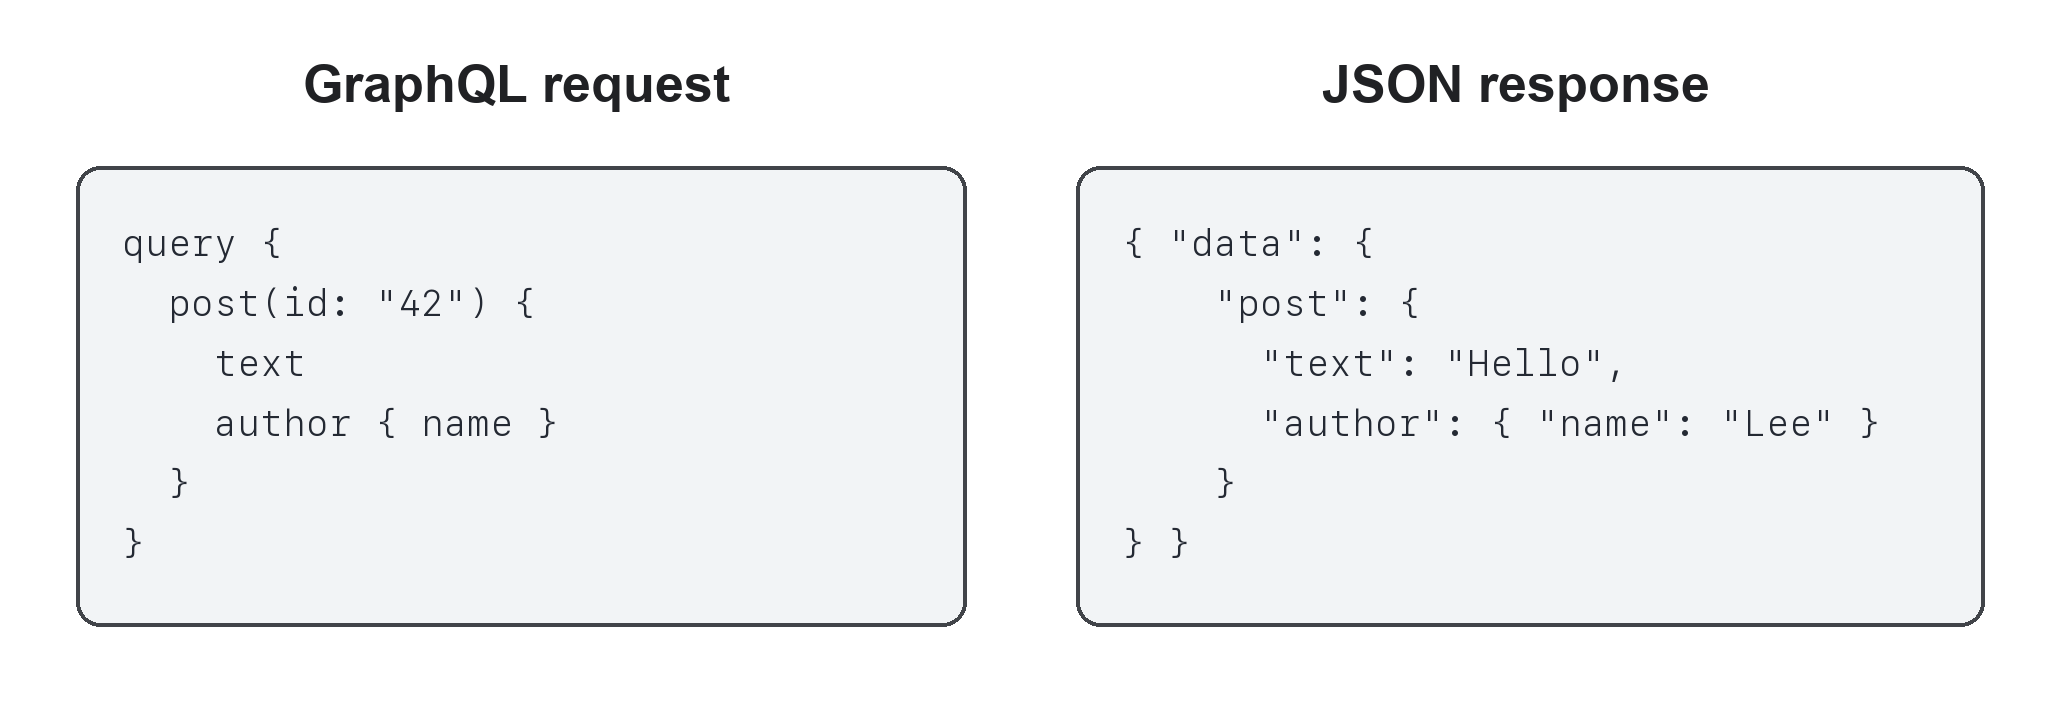 GraphQL request
query {
  post(id: "42") {
    text
    author { name }
  }
}
JSON response
{ "data": {
    "post": {
      "text": "Hello",
      "author": { "name": "Lee" }
    }
} }